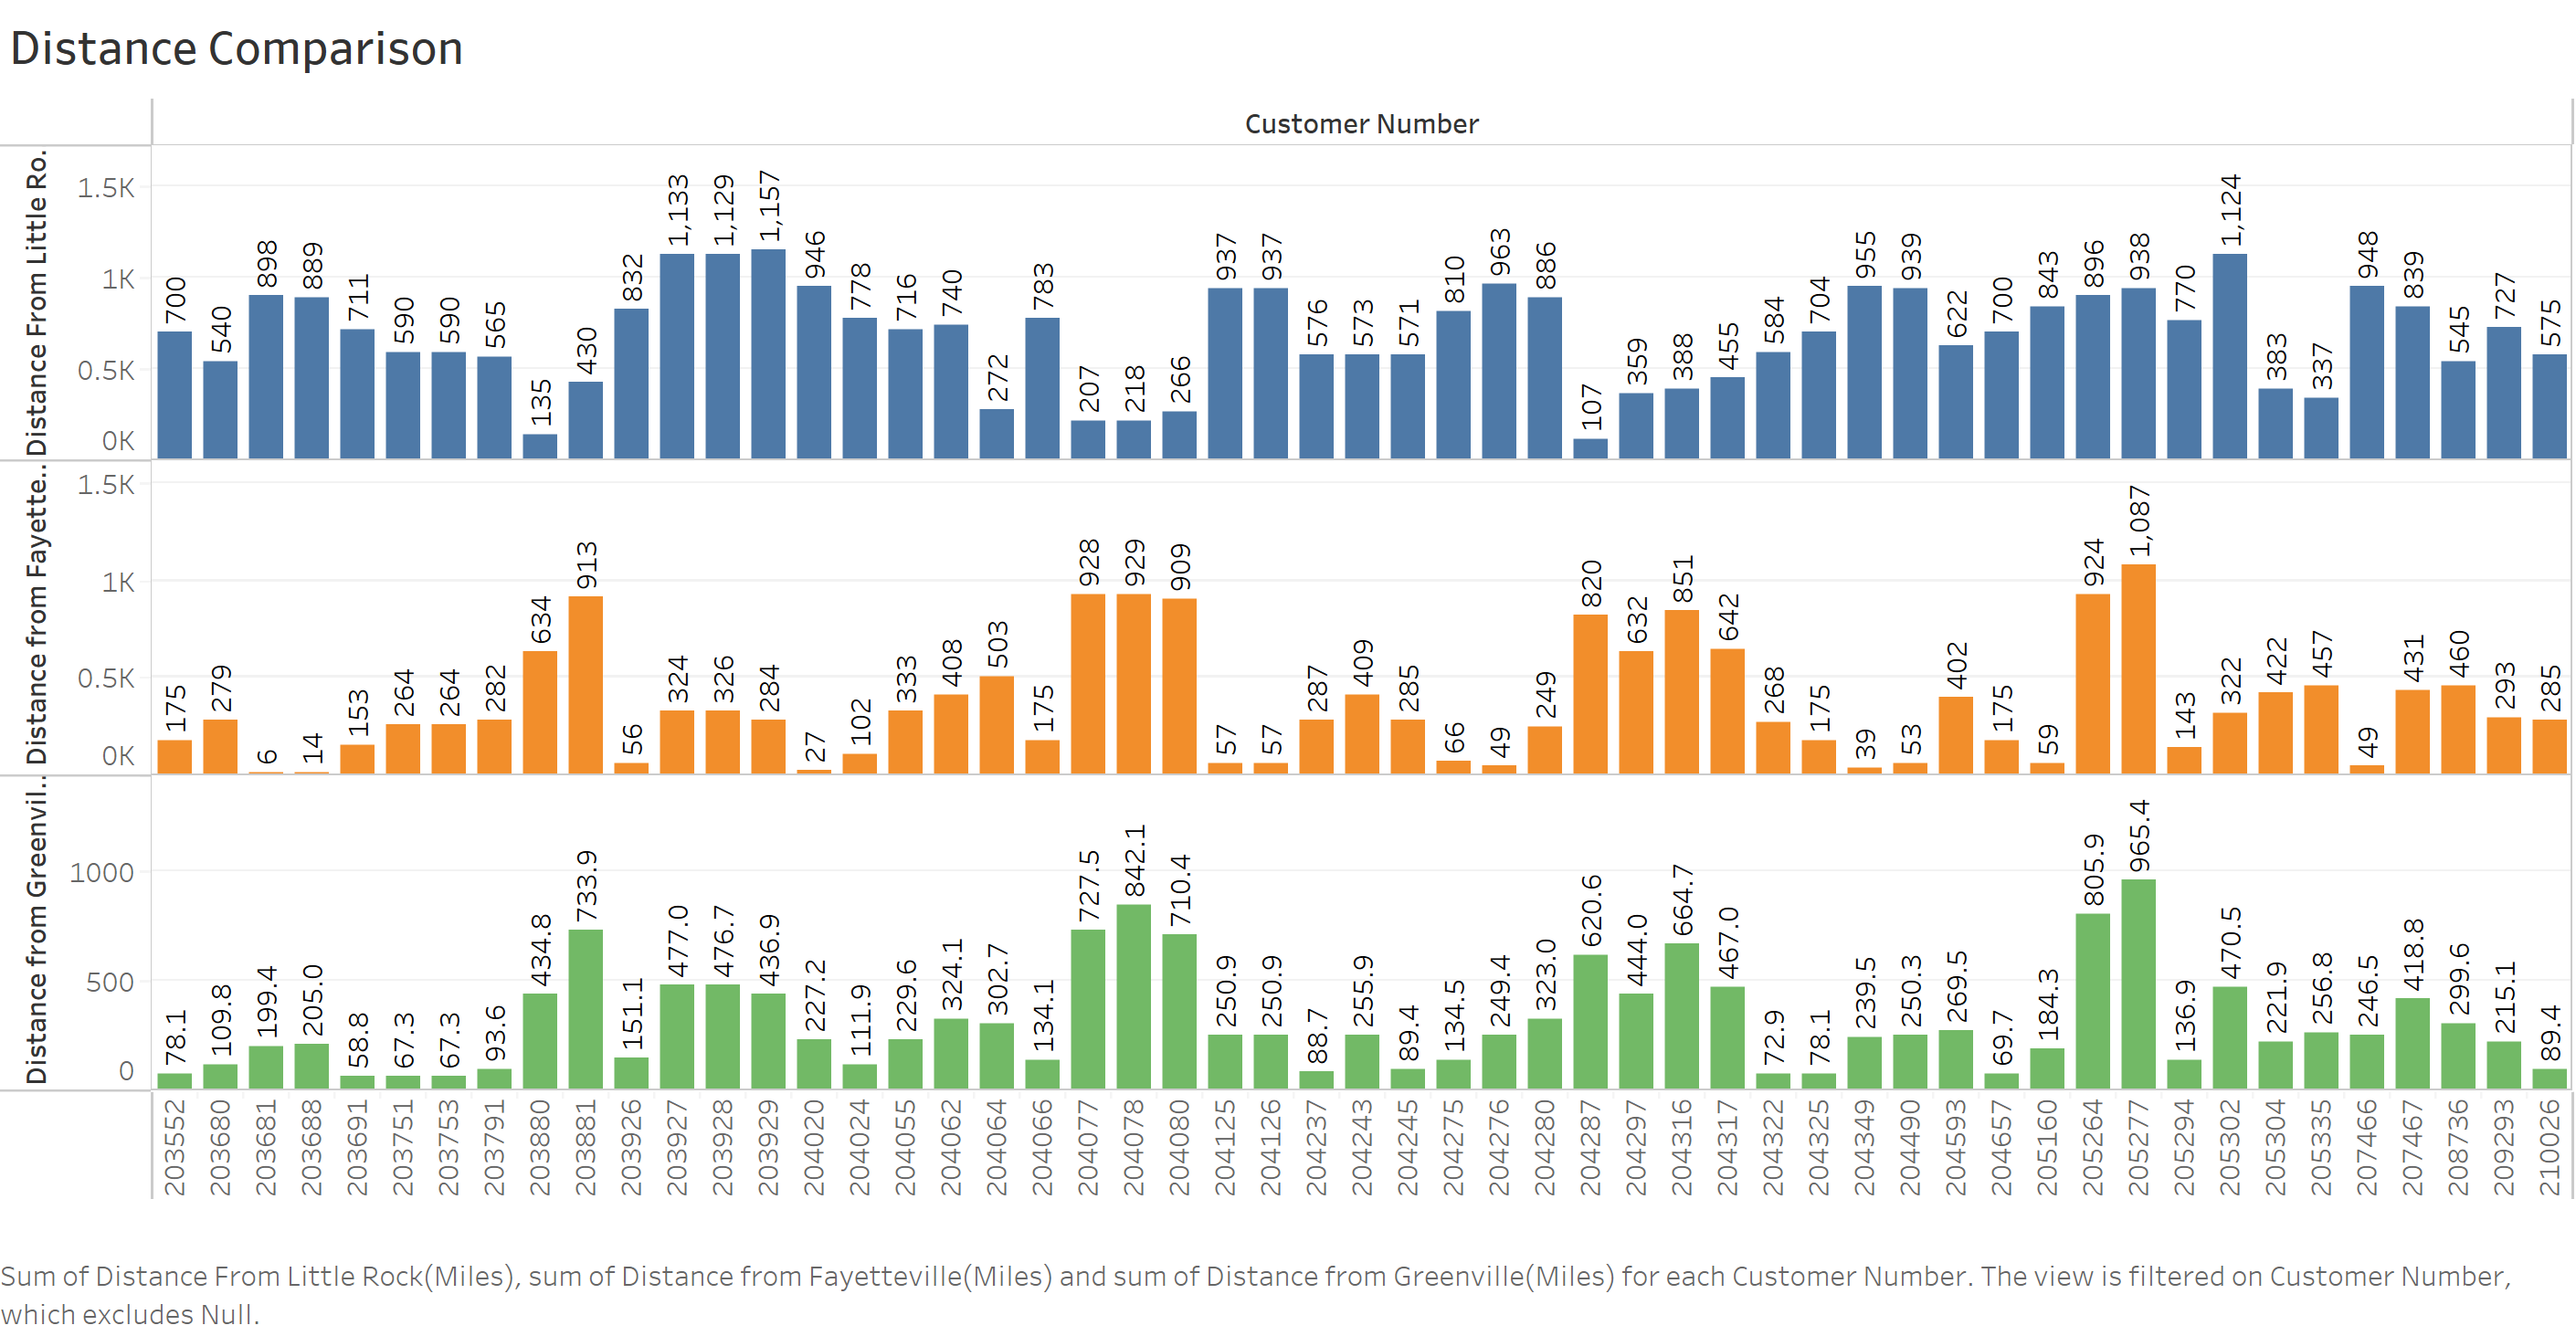 Distance Comparison
Customer Number
Distance From Little Ro.
1.5K
1K
0.5K
0K
700 540 898 889 711 590 590 565 135 430 832 1,133 1,129 1,157 946 778 716 740 272 783 207 218 266 937 937 576 573 571 810 963 886 107 359 388 455 584 704 955 939 622 700 843 896 938 770 1,124 383 337 948 839 545 727 575
Distance from Fayette..
1.5K
1K
0.5K
0K
175 279 6 14 153 264 264 282 634 913 56 324 326 284 27 102 333 408 503 175 928 929 909 57 57 287 409 285 66 49 249 820 632 851 642 268 175 39 53 402 175 59 924 1,087 143 322 422 457 49 431 460 293 285
Distance from Greenvil..
1000
500
0
78.1 109.8 199.4 205.0 58.8 67.3 67.3 93.6 434.8 733.9 151.1 477.0 476.7 436.9 227.2 111.9 229.6 324.1 302.7 134.1 727.5 842.1 710.4 250.9 250.9 88.7 255.9 89.4 134.5 249.4 323.0 620.6 444.0 664.7 467.0 72.9 78.1 239.5 250.3 269.5 69.7 184.3 805.9 965.4 136.9 470.5 221.9 256.8 246.5 418.8 299.6 215.1 89.4
203552 203680 203681 203688 203691 203751 203753 203791 203880 203881 203926 203927 203928 203929 204020 204024 204055 204062 204064 204066 204077 204078 204080 204125 204126 204237 204243 204245 204275 204276 204280 204287 204297 204316 204317 204322 204325 204349 204490 204593 204657 205160 205264 205277 205294 205302 205304 205335 207466 207467 208736 209293 210026
Sum of Distance From Little Rock(Miles), sum of Distance from Fayetteville(Miles) and sum of Distance from Greenville(Miles) for each Customer Number. The view is filtered on Customer Number,
which excludes Null.